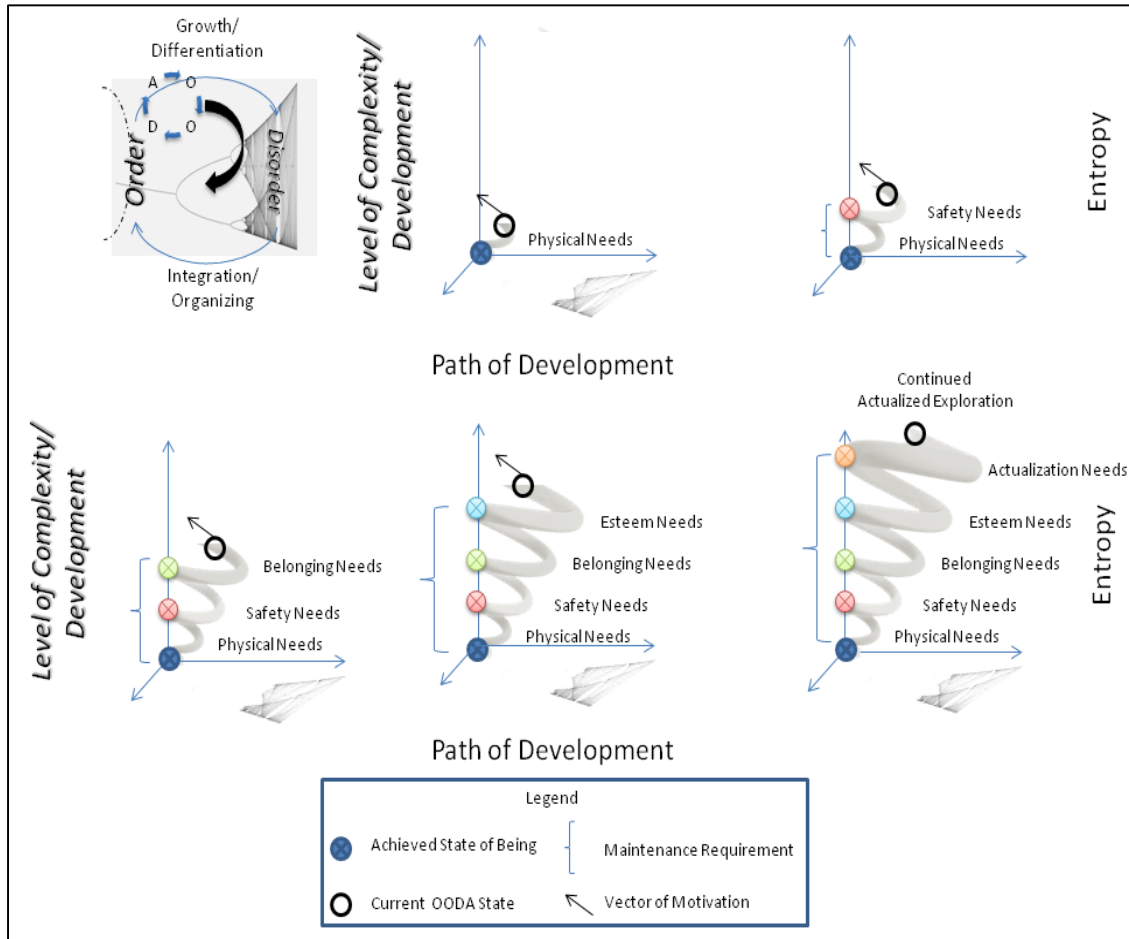 Growth/
Differentiation
A
O
D
O
Order
Disorder
Integration/
Organizing
Level of Complexity/
Development
Physical Needs
Safety Needs
Physical Needs
Entropy
Path of Development
Level of Complexity/
Development
Belonging Needs
Safety Needs
Physical Needs
Esteem Needs
Belonging Needs
Safety Needs
Physical Needs
Continued
Actualized Exploration
Actualization Needs
Esteem Needs
Belonging Needs
Safety Needs
Physical Needs
Entropy
Path of Development
Legend
Achieved State of Being
Maintenance Requirement
Current OODA State
Vector of Motivation